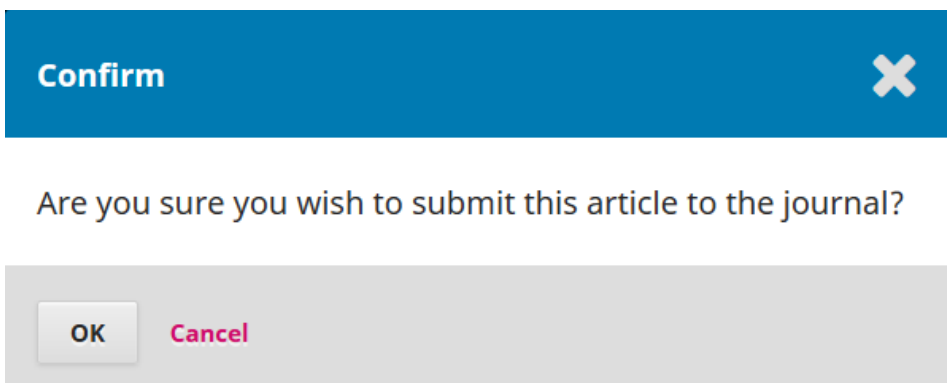 Confirm
Are you sure you wish to submit this article to the journal?
OK Cancel